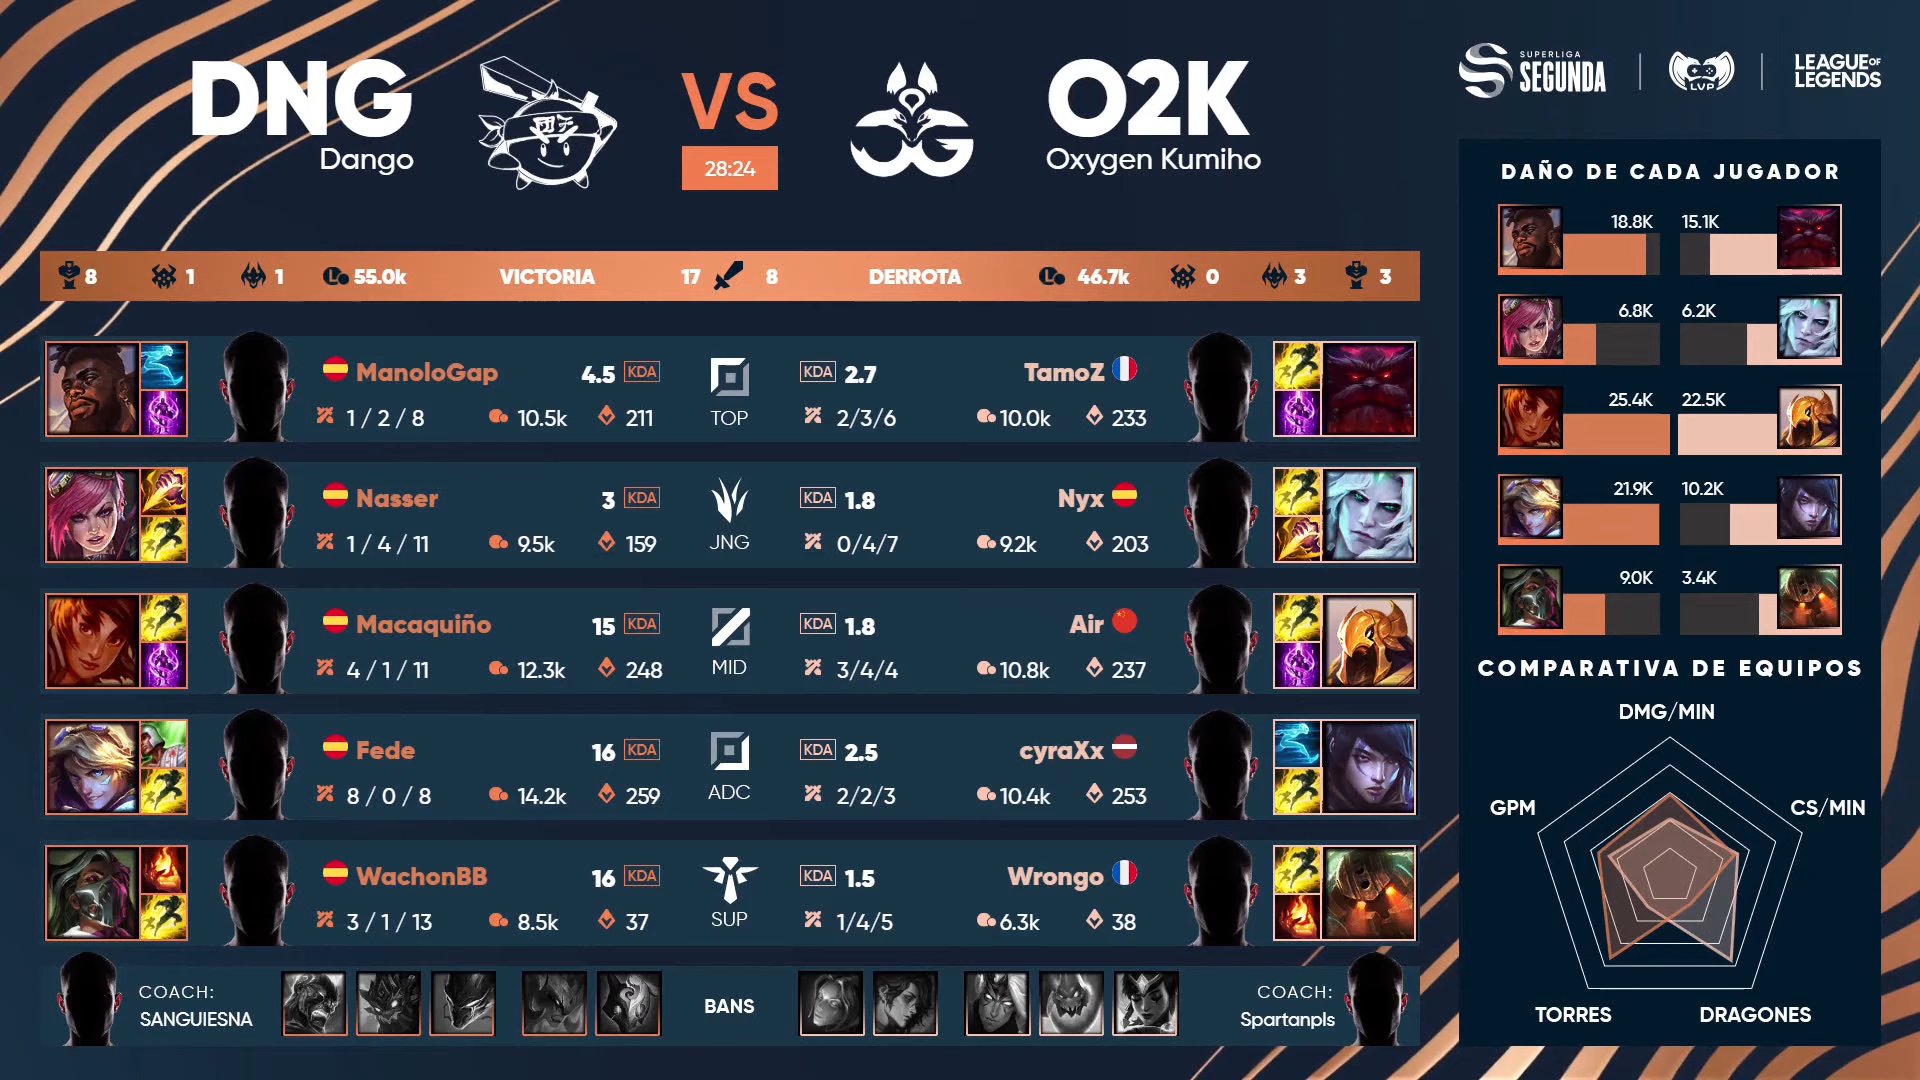 DNG
Dango
VS
28:24
O2K
Oxygen Kumiho
SUPERLIGA
SEGUNDA
LVP
LEAGUE OF
LEGENDS
8 1 1 55.0k VICTORIA 17 8 DERROTA 46.7k 0 3 3
ManoloGap 4.5 KDA
1 / 2 / 8 10.5k 211
TOP
KDA 2.7 TamoZ
2/3/6 10.0k 233
Nasser 3 KDA
1 / 4 / 11 9.5k 159
JNG
KDA 1.8 Nyx
0/4/7 9.2k 203
Macaquiño 15 KDA
4 / 1 / 11 12.3k 248
MID
KDA 1.8 Air
3/4/4 10.8k 237
Fede 16 KDA
8 / 0 / 8 14.2k 259
ADC
KDA 2.5 cyraXx
2/2/3 10.4k 253
WachonBB 16 KDA
3 / 1 / 13 8.5k 37
SUP
KDA 1.5 Wrongo
1/4/5 6.3k 38
COACH:
SANGUIESNA
BANS
COACH:
Spartanpls
DAÑO DE CADA JUGADOR
18.8K 15.1K
6.8K 6.2K
25.4K 22.5K
21.9K 10.2K
9.0K 3.4K
COMPARATIVA DE EQUIPOS
DMG/MIN
GPM
CS/MIN
TORRES
DRAGONES